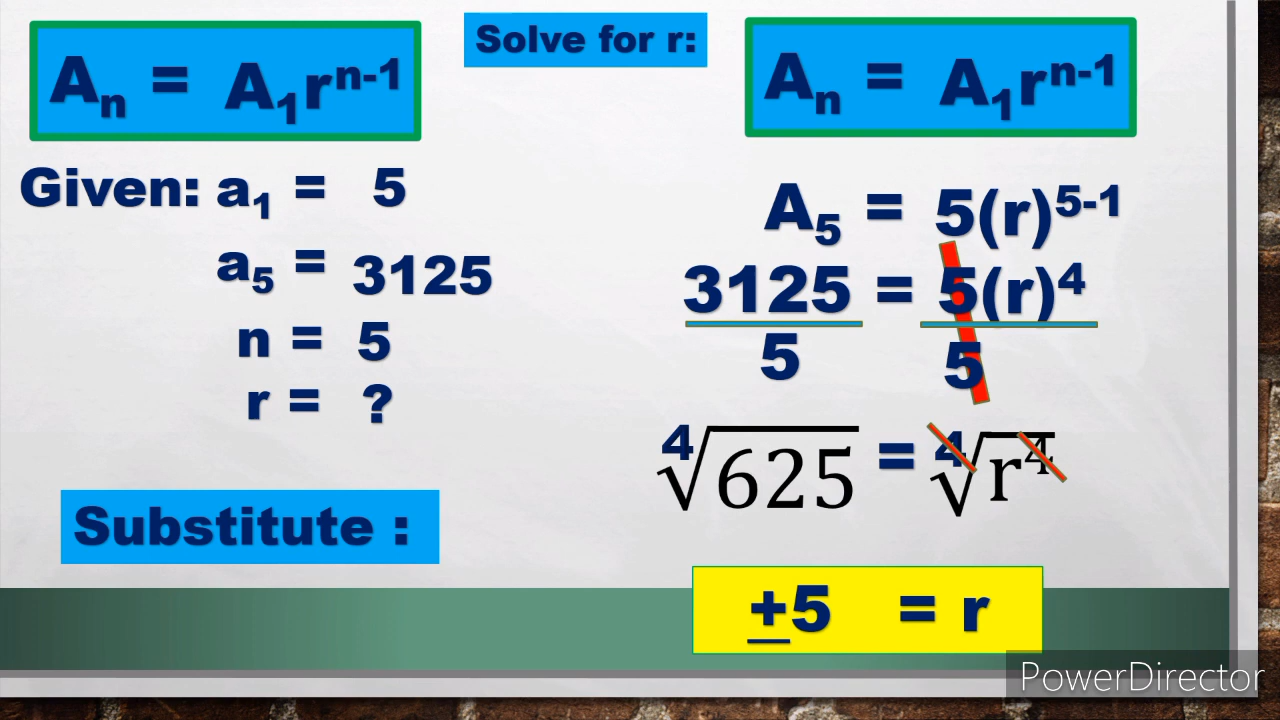 Aₙ = A₁rⁿ⁻¹
Given: a₁ = 5
a₅ = 3125
n = 5
r = ?
Substitute :
Solve for r:
Aₙ = A₁rⁿ⁻¹
A₅ = 5(r)⁵⁻¹
3125 = 5(r)⁴
5 5
⁴√625 = ⁴√r⁴
±5 = r
PowerDirector